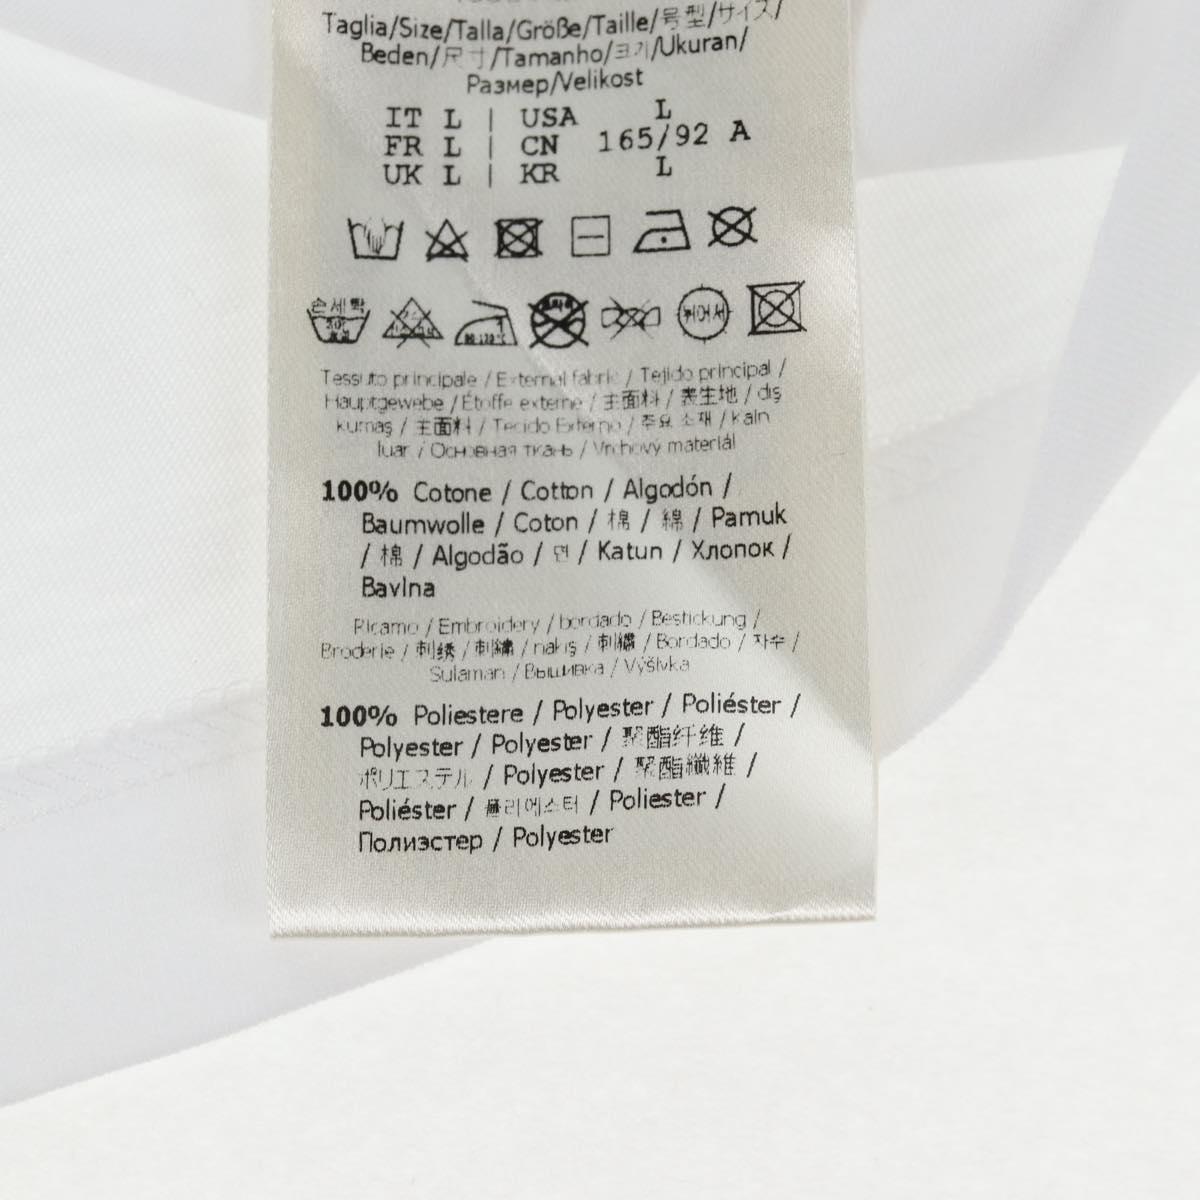 Taglia/Size/Talla/Größe/Taille/号型/サイズ/
Beden/尺寸/Tamanho/크기/Ukuran/
Размер/Velikost
IT L | USA L
FR L | CN 165/92 A
UK L | KR L
손세탁
Tessuto principale / External fabric / Tejido principal /
Hauptgewebe / Étoffe externe / 主面料 / 表生地 / diş
kumaş / 主面料 / Tecido Externo / 주요 소재 / kain
luar / Основная ткань / Vrchový materiál
100% Cotone / Cotton / Algodón /
Baumwolle / Coton / 棉 / 綿 / Pamuk
/ 棉 / Algodão / 면 / Katun / Хлопок /
Bavlna
Ricamo / Embroidery / bordado / Bestickung /
Broderie / 刺绣 / 刺繍 / nakış / 刺繡 / Bordado / 자수 /
Sulaman / Вышивка / Výšivka
100% Poliestere / Polyester / Poliéster /
Polyester / Polyester / 聚酯纤维 /
ポリエステル / Polyester / 聚酯纖維 /
Poliéster / 폴리에스터 / Poliester /
Полиэстер / Polyester